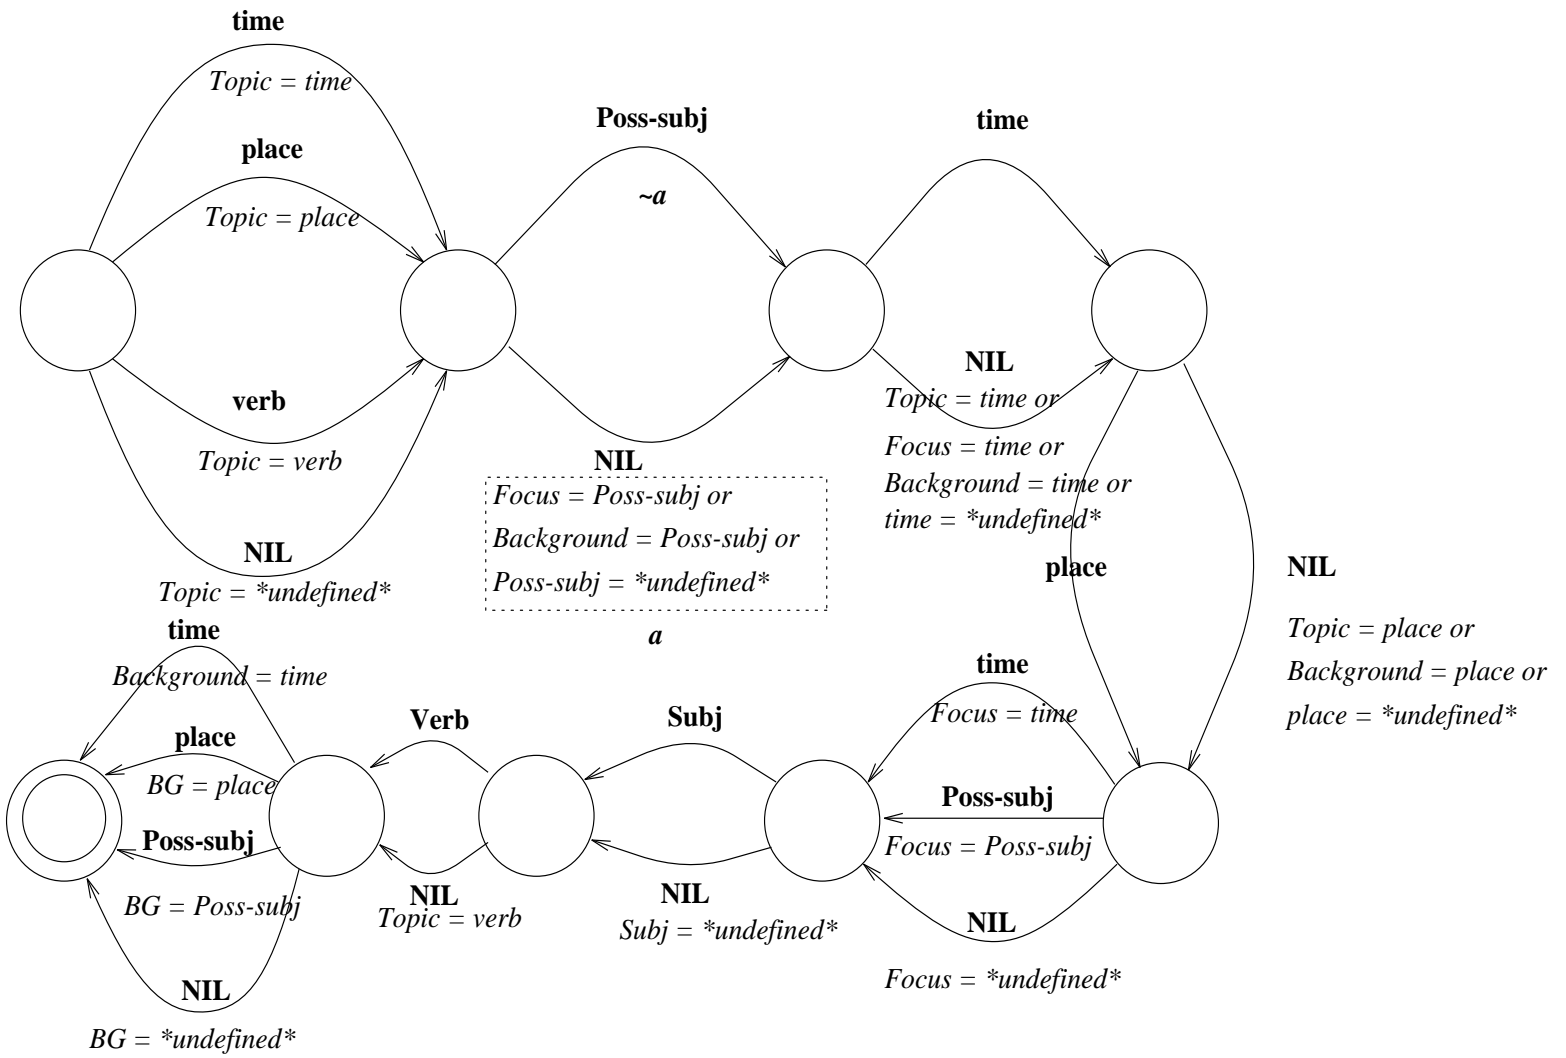 time
Topic = time
place
Topic = place
verb
Topic = verb
NIL
Topic = *undefined*
Poss-subj
~a
NIL
Focus = Poss-subj or
Background = Poss-subj or
Poss-subj = *undefined*
a
time
NIL
Topic = time or
Focus = time or
Background = time or
time = *undefined*
place
NIL
Topic = place or
Background = place or
place = *undefined*
time
Focus = time
Poss-subj
Focus = Poss-subj
NIL
Focus = *undefined*
Subj
NIL
Subj = *undefined*
Verb
NIL
Topic = verb
time
Background = time
place
BG = place
Poss-subj
BG = Poss-subj
NIL
BG = *undefined*